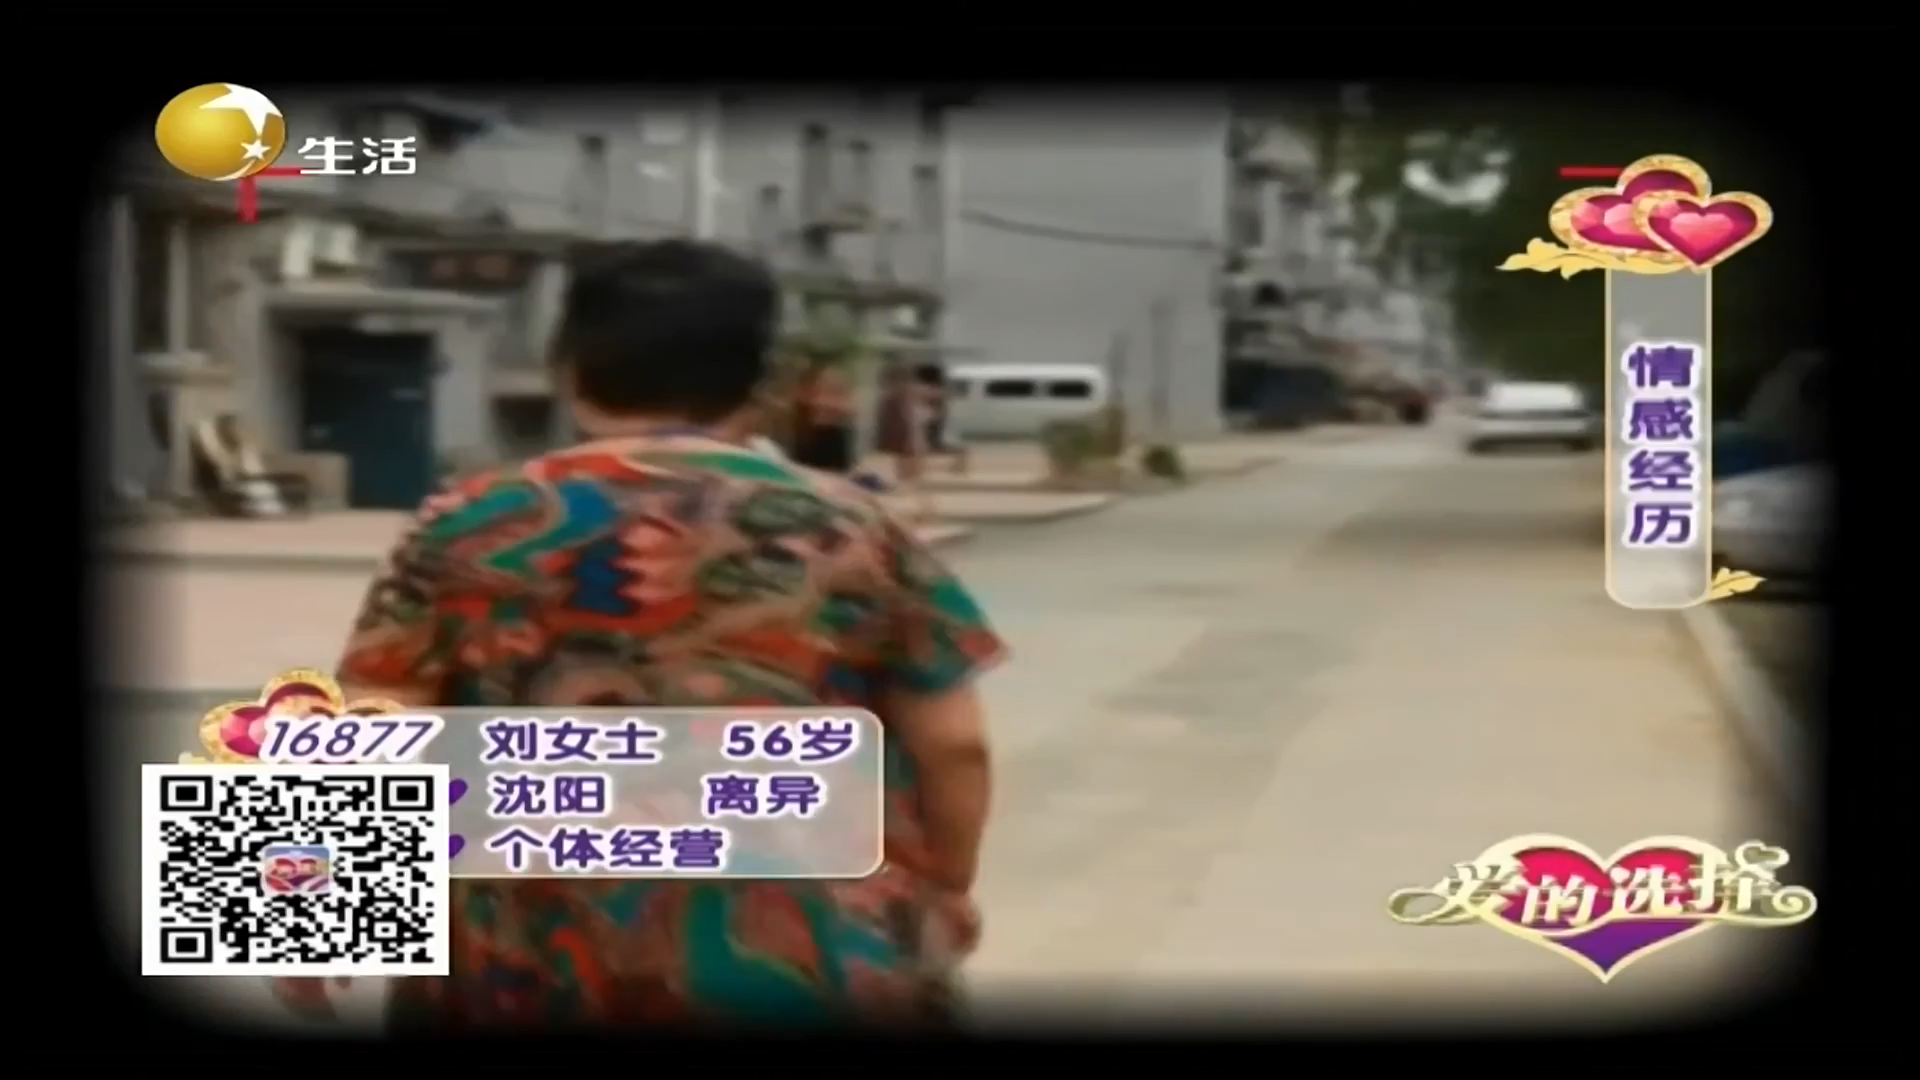 生活
情感经历
16877 刘女士 56岁
沈阳 离异
个体经营
爱的选择